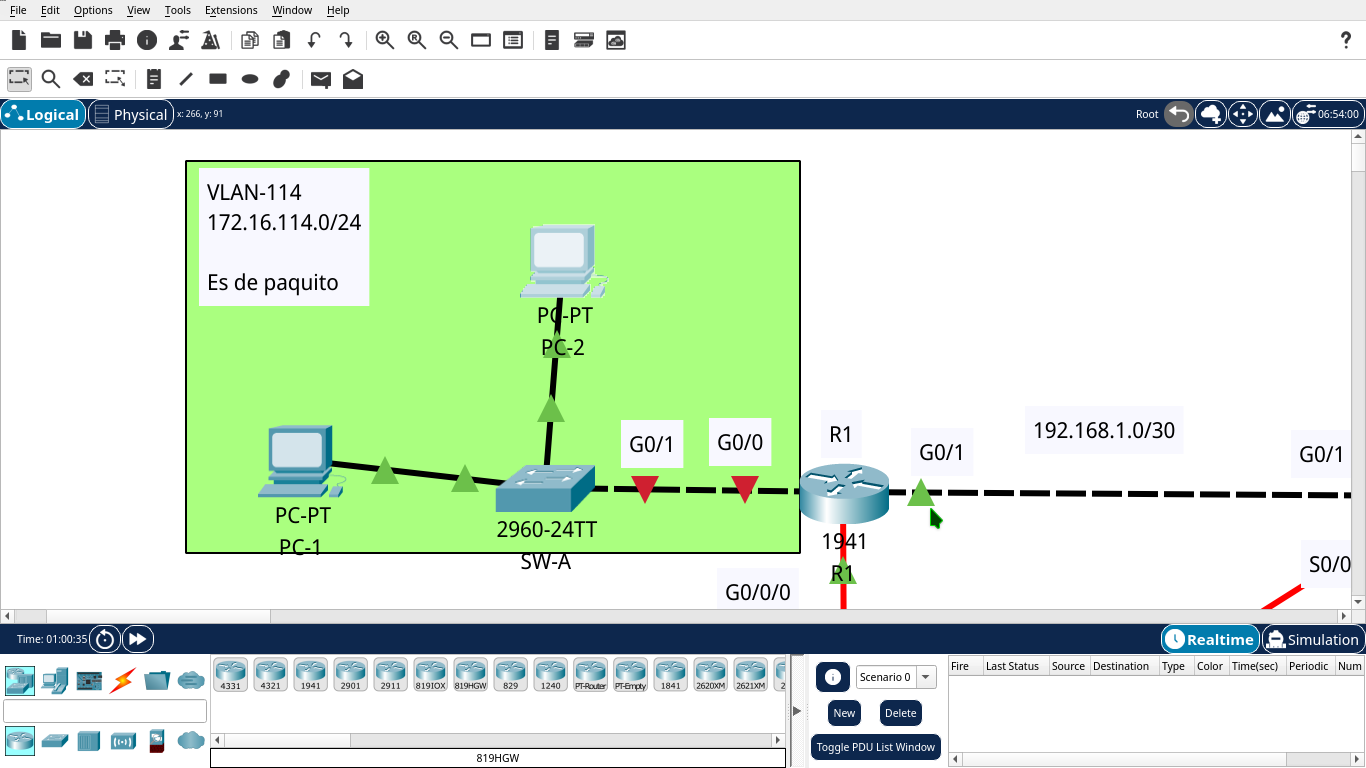 File Edit Options View Tools Extensions Window Help
?
Logical Physical x: 266, y: 91 Root 06:54:00
VLAN-114
172.16.114.0/24
Es de paquito
PC-PT
PC-2
G0/1 G0/0 R1 G0/1 192.168.1.0/30 G0/1
PC-PT
PC-1
2960-24TT
SW-A
1941
R1
G0/0/0
S0/0
Time: 01:00:35 Realtime Simulation
4331 4321 1941 2901 2911 819IOX 819HGW 829 1240 PT-Router PT-Empty 1841 2620XM 2621XM 2
819HGW
Scenario 0
New Delete
Toggle PDU List Window
Fire Last Status Source Destination Type Color Time(sec) Periodic Num